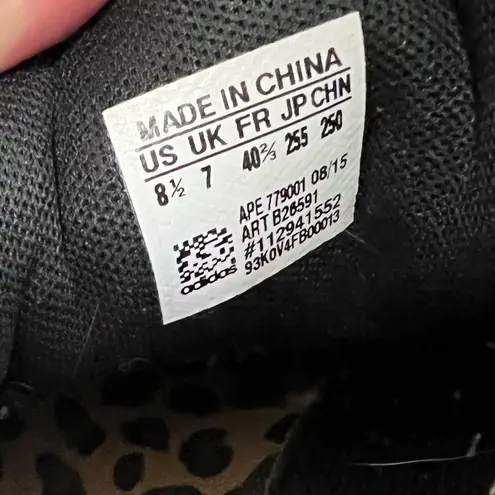 MADE IN CHINA
US UK FR JP CHN
8½ 7 40⅔ 255 250
APE 779001 08/15
ART B26591
#112941552
93K0V4FB00013
adidas